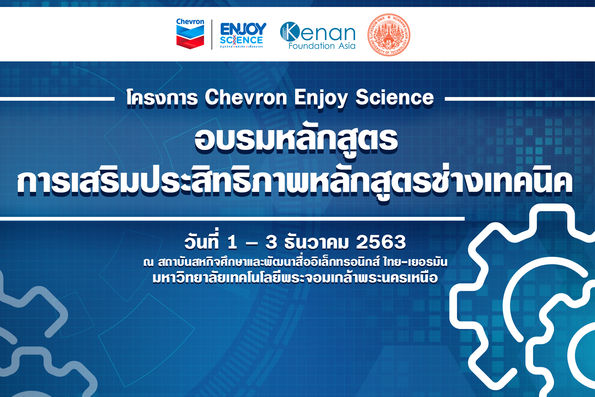 Chevron
ENJOY
SCIENCE
Kenan
Foundation Asia
โครงการ Chevron Enjoy Science
อบรมหลักสูตร
การเสริมประสิทธิภาพหลักสูตรช่างเทคนิค
วันที่ 1 – 3 ธันวาคม 2563
ณ สถาบันสหกิจศึกษาและพัฒนาสื่ออิเล็กทรอนิกส์ ไทย-เยอรมัน
มหาวิทยาลัยเทคโนโลยีพระจอมเกล้าพระนครเหนือ